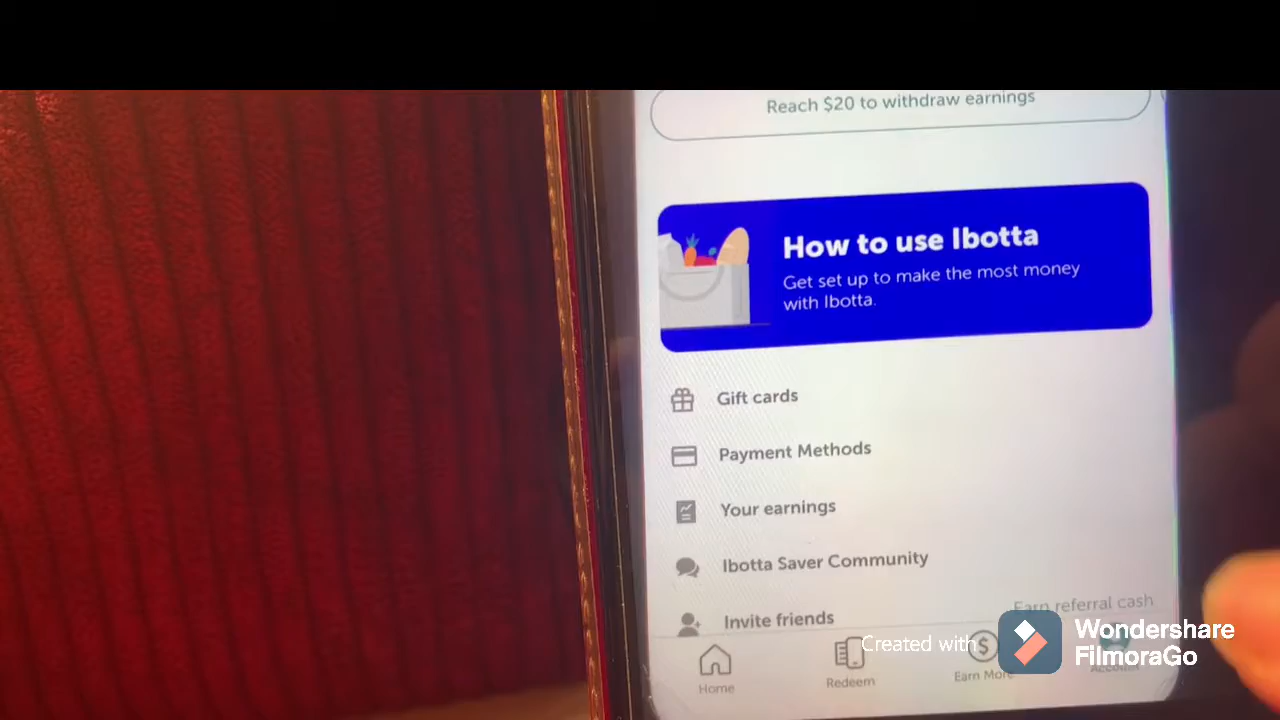 Reach $20 to withdraw earnings
How to use Ibotta
Get set up to make the most money
with Ibotta.
Gift cards
Payment Methods
Your earnings
Ibotta Saver Community
Invite friends
Earn referral cash
Home
Redeem
Earn More
Account
Created with
Wondershare
FilmoraGo